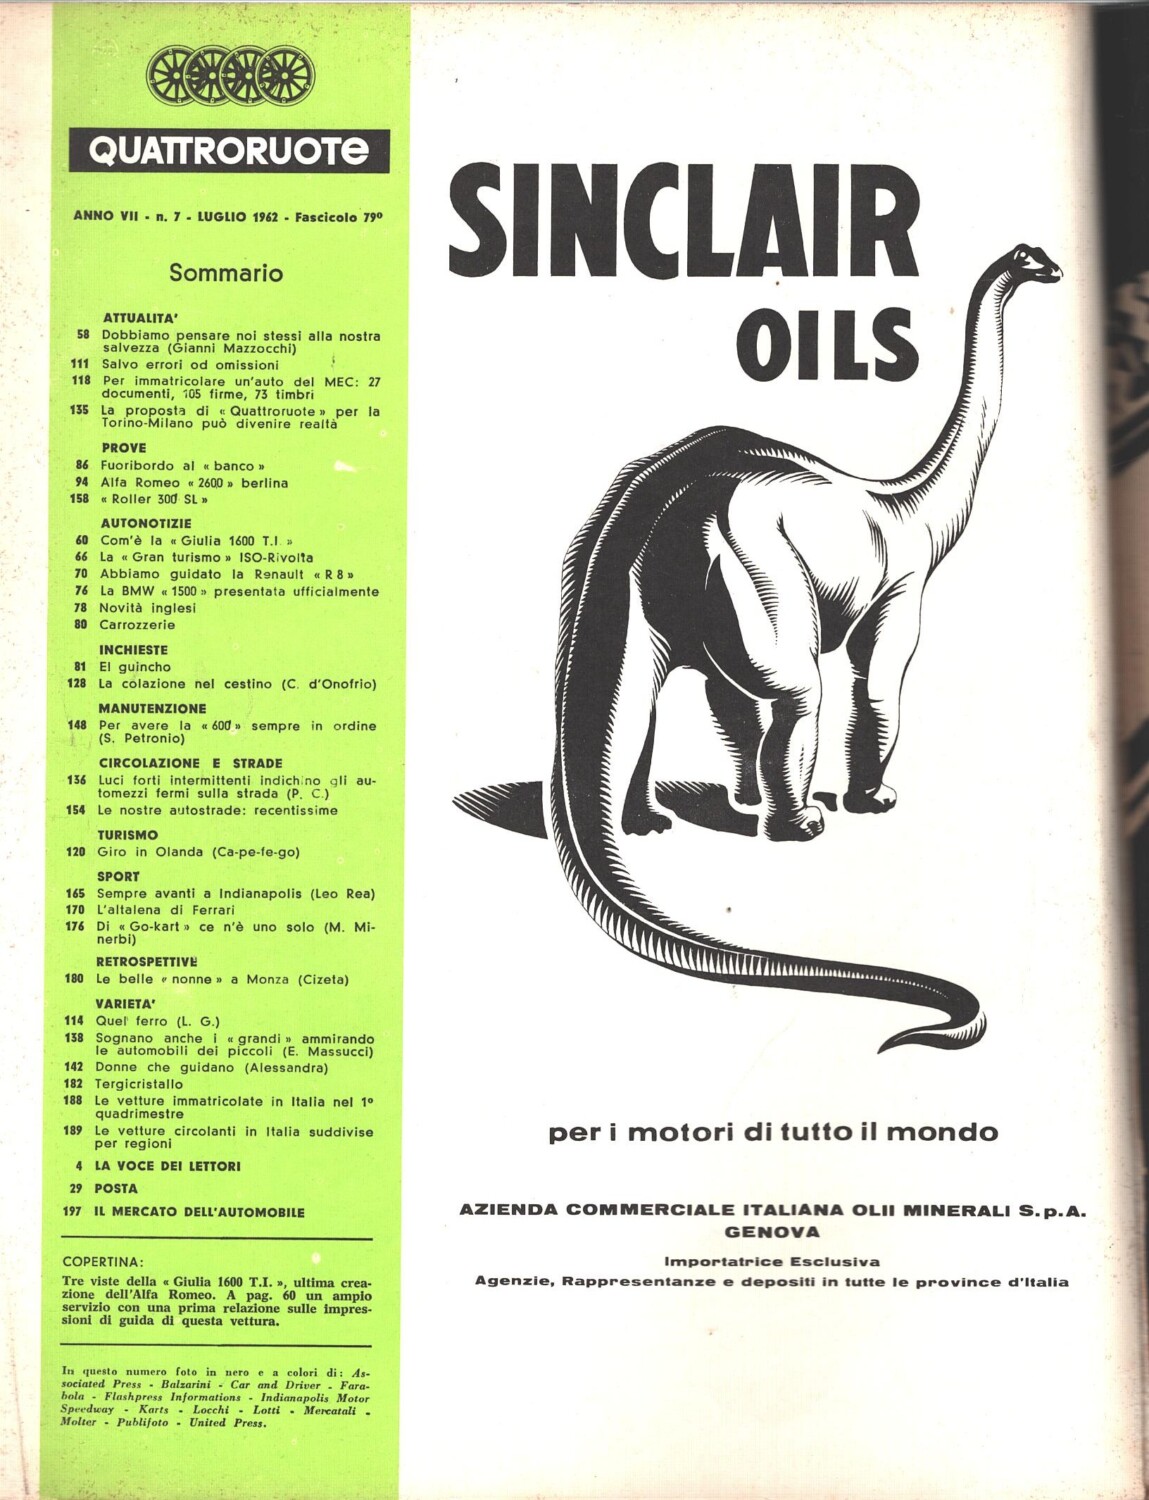 QUATTRORUOTE
ANNO VII - n. 7 - LUGLIO 1962 - Fascicolo 79º
Sommario
ATTUALITA'
58 Dobbiamo pensare noi stessi alla nostra
salvezza (Gianni Mazzocchi)
111 Salvo errori od omissioni
118 Per immatricolare un'auto del MEC: 27
documenti, 105 firme, 73 timbri
135 La proposta di « Quattroruote » per la
Torino-Milano può divenire realtà
PROVE
86 Fuoribordo al « banco »
94 Alfa Romeo « 2600 » berlina
158 « Roller 300 SL »
AUTONOTIZIE
60 Com'è la « Giulia 1600 T.I. »
66 La « Gran turismo » ISO-Rivolta
70 Abbiamo guidato la Renault « R 8 »
76 La BMW « 1500 » presentata ufficialmente
78 Novità inglesi
80 Carrozzerie
INCHIESTE
81 El guincho
128 La colazione nel cestino (C. d'Onofrio)
MANUTENZIONE
148 Per avere la « 600 » sempre in ordine
(S. Petronio)
CIRCOLAZIONE E STRADE
136 Luci forti intermittenti indichino gli au-
tomezzi fermi sulla strada (P. C.)
154 Le nostre autostrade: recentissime
TURISMO
120 Giro in Olanda (Ca-pe-fe-go)
SPORT
165 Sempre avanti a Indianapolis (Leo Rea)
170 L'altalena di Ferrari
176 Di « Go-kart » ce n'è uno solo (M. Mi-
nerbi)
RETROSPETTIVE
180 Le belle « nonne » a Monza (Cizeta)
VARIETA'
114 Quel ferro (L. G.)
138 Sognano anche i « grandi » ammirando
le automobili dei piccoli (E. Massucci)
142 Donne che guidano (Alessandra)
182 Tergicristallo
188 Le vetture immatricolate in Italia nel 1º
quadrimestre
189 Le vetture circolanti in Italia suddivise
per regioni
4 LA VOCE DEI LETTORI
29 POSTA
197 IL MERCATO DELL'AUTOMOBILE
COPERTINA:
Tre viste della « Giulia 1600 T.I. », ultima crea-
zione dell'Alfa Romeo. A pag. 60 un ampio
servizio con una prima relazione sulle impres-
sioni di guida di questa vettura.
In questo numero foto in nero e a colori di: As-
sociated Press - Balzarini - Car and Driver - Fara-
bola - Flashpress Informations - Indianapolis Motor
Speedway - Karts - Locchi - Lotti - Mercatali -
Molter - Publifoto - United Press.
SINCLAIR
OILS
per i motori di tutto il mondo
AZIENDA COMMERCIALE ITALIANA OLII MINERALI S.p.A.
GENOVA
Importatrice Esclusiva
Agenzie, Rappresentanze e depositi in tutte le province d'Italia